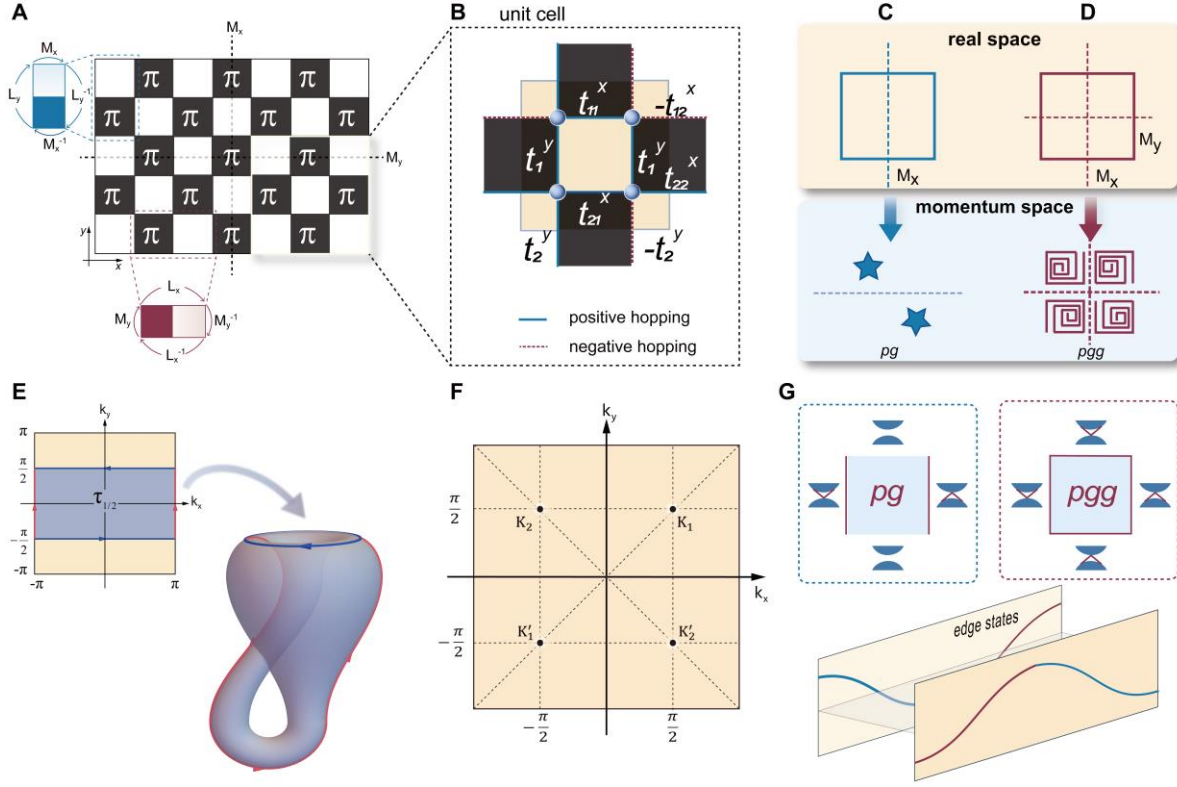 A
M_x
M_x
L_y
L_y^-1
M_x^-1
π π π
π π π π
π π π
M_y
π π π π
π π π
y
x
L_x
M_y
M_y^-1
L_x^-1
B
unit cell
t_11^x
-t_12^x
t_1^y
t_1^y
t_22^x
t_21^x
t_2^y
-t_2^y
positive hopping
negative hopping
C
D
real space
M_y
M_x
M_x
momentum space
pg
pgg
E
k_y
π
π/2
τ_1/2
k_x
-π/2
-π
-π
π
F
k_y
π/2
K_2
K_1
k_x
-π/2
K_1'
K_2'
-π/2
π/2
G
pg
pgg
edge states